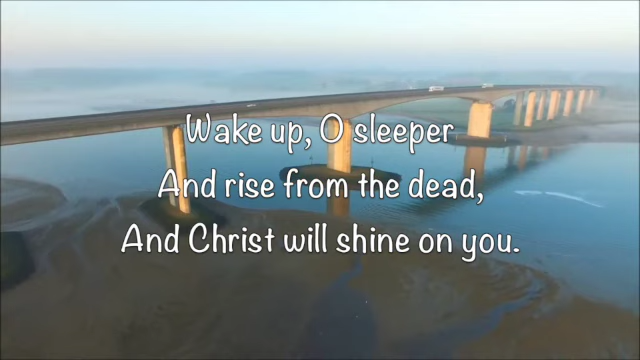 Wake up, O sleeper
And rise from the dead,
And Christ will shine on you.